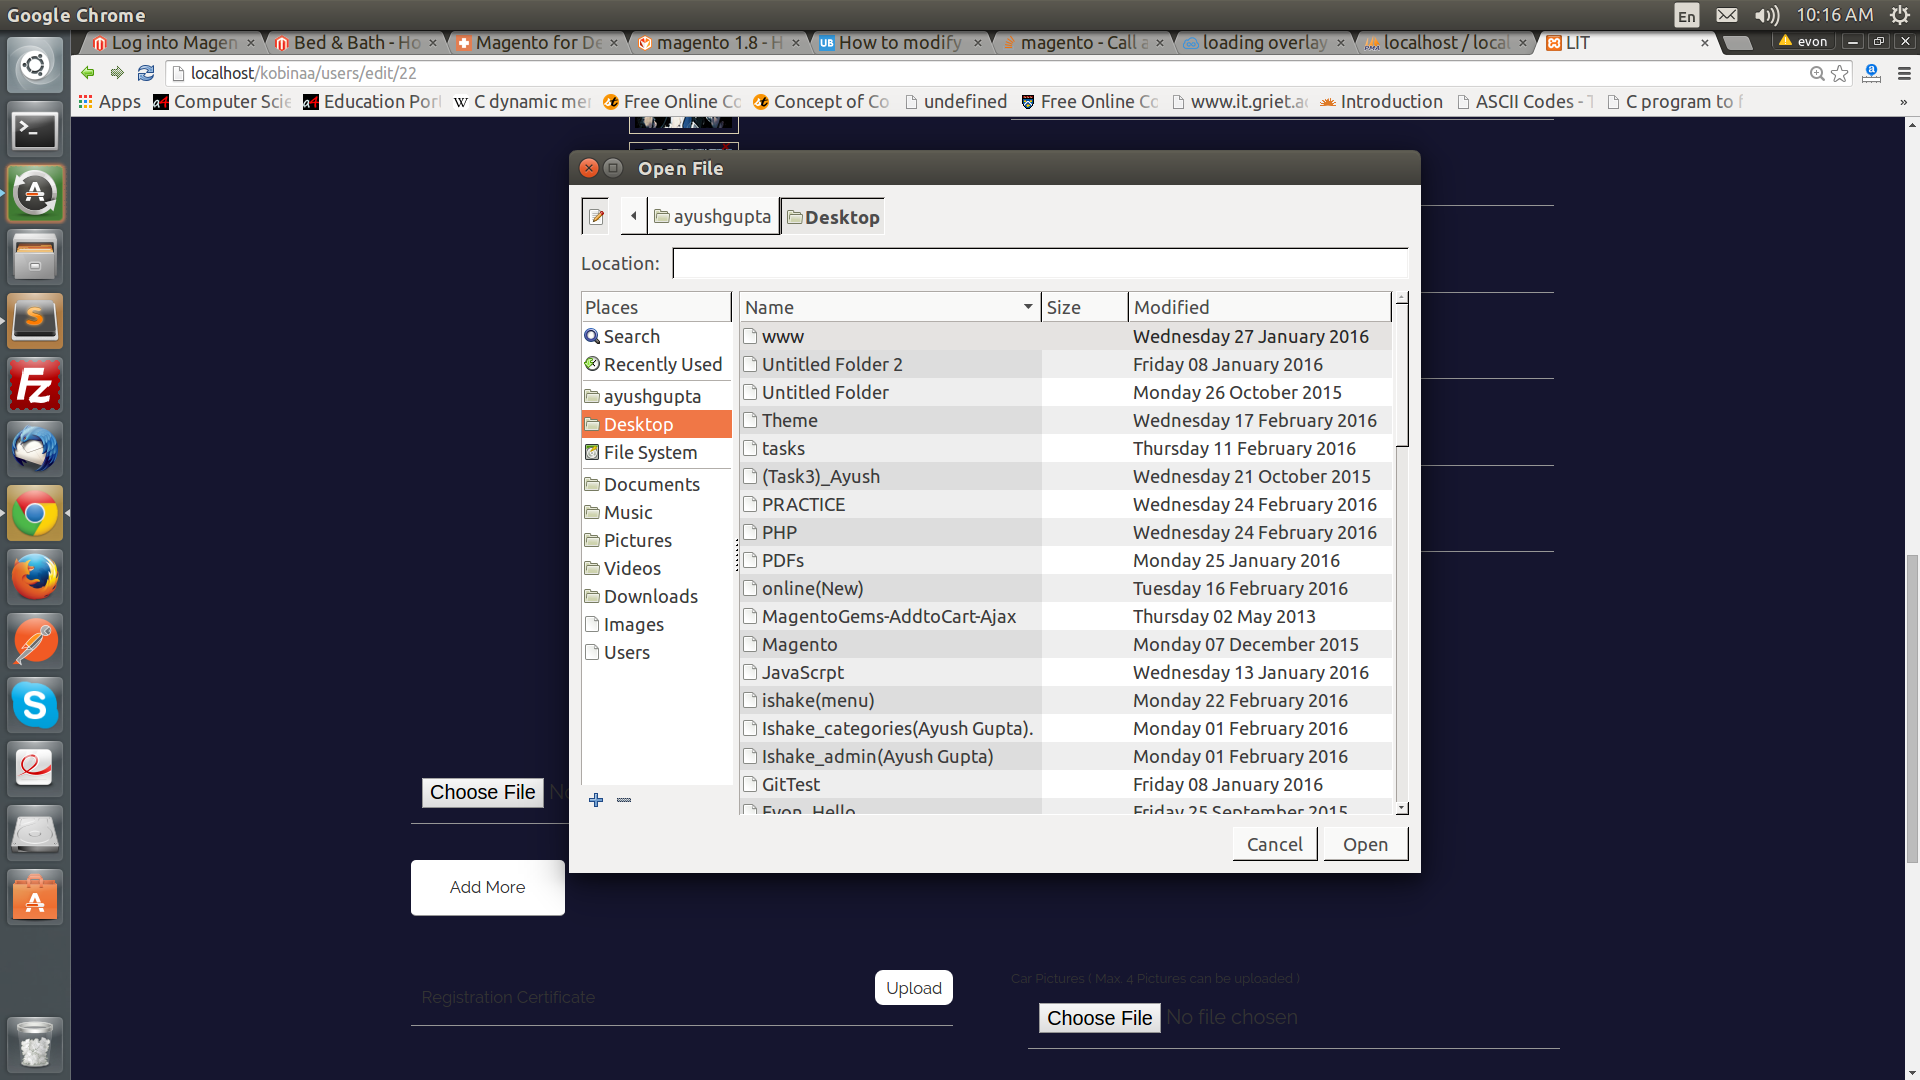 Google Chrome
En
10:16 AM
Log into Magen
Bed & Bath - Ho
Magento for De
magento 1.8 - H
UB How to modify
magento - Call a
loading overlay
localhost / local
LIT
evon
localhost/kobinaa/users/edit/22
Apps
Computer Scie
Education Por
C dynamic mem
Free Online Co
Concept of Co
undefined
Free Online Co
www.it.griet.ac
Introduction
ASCII Codes - T
C program to f
»
Open File
ayushgupta
Desktop
Location:
Places
Search
Recently Used
ayushgupta
Desktop
File System
Documents
Music
Pictures
Videos
Downloads
Images
Users
Name Size Modified
www Wednesday 27 January 2016
Untitled Folder 2 Friday 08 January 2016
Untitled Folder Monday 26 October 2015
Theme Wednesday 17 February 2016
tasks Thursday 11 February 2016
(Task3)_Ayush Wednesday 21 October 2015
PRACTICE Wednesday 24 February 2016
PHP Wednesday 24 February 2016
PDFs Monday 25 January 2016
online(New) Tuesday 16 February 2016
MagentoGems-AddtoCart-Ajax Thursday 02 May 2013
Magento Monday 07 December 2015
JavaScrpt Wednesday 13 January 2016
ishake(menu) Monday 22 February 2016
Ishake_categories(Ayush Gupta). Monday 01 February 2016
Ishake_admin(Ayush Gupta) Monday 01 February 2016
GitTest Friday 08 January 2016
Evon_Hello Friday 25 September 2015
Cancel Open
Choose File No
Add More
Registration Certificate
Upload
Car Pictures ( Max. 4 Pictures can be uploaded )
Choose File No file chosen